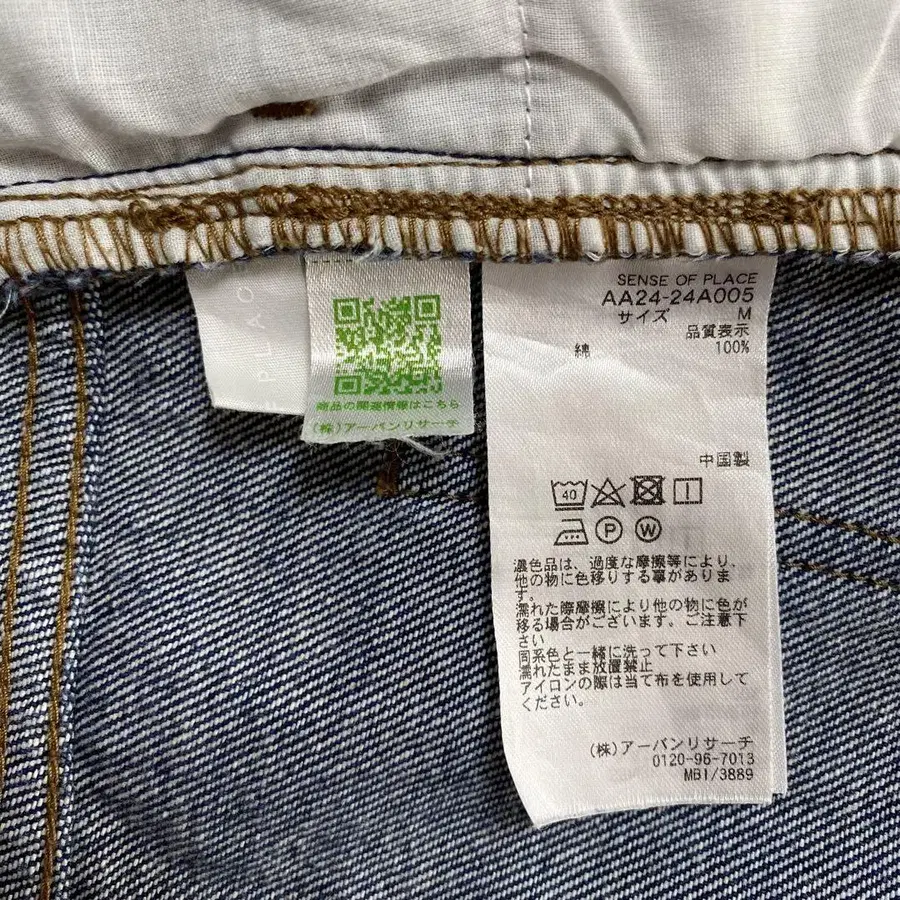 商品の関連情報はこちら
(株)アーバンリサーチ
SENSE OF PLACE
AA24-24A005
サイズ M
品質表示
綿 100%
中国製
40
P W
濃色品は、過度な摩擦等により、
他の物に色移りする事がありま
す。
濡れた際摩擦により他の物に色が
移る場合がございます。ご注意下
さい
同系色と一緒に洗って下さい
濡れたまま放置禁止
アイロンの際は当て布を使用して
ください。
(株)アーバンリサーチ
0120-96-7013
MBI/3889